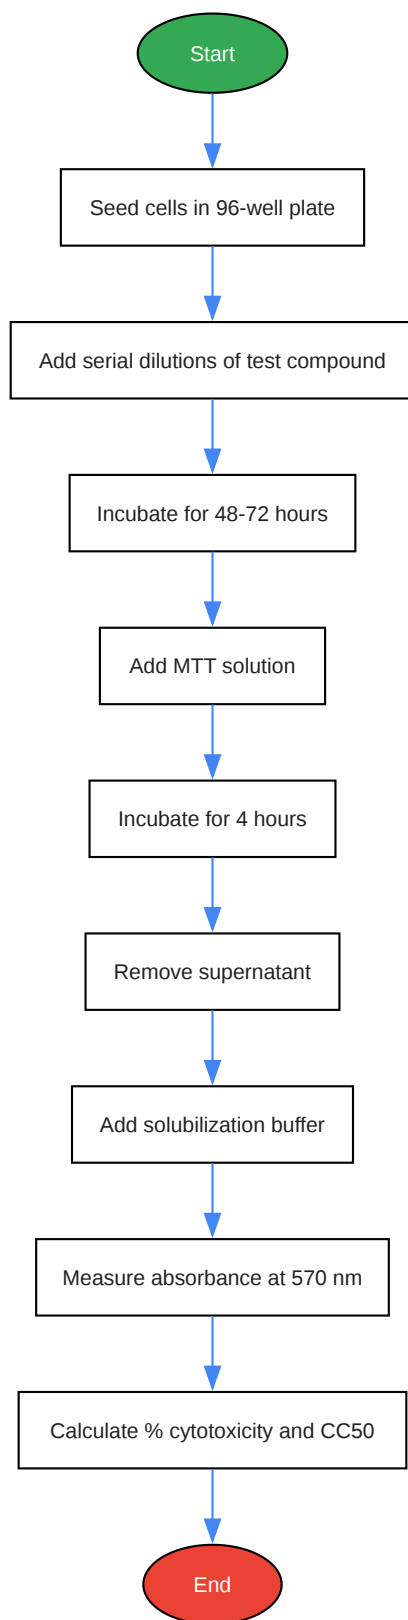 Start
Seed cells in 96-well plate
Add serial dilutions of test compound
Incubate for 48-72 hours
Add MTT solution
Incubate for 4 hours
Remove supernatant
Add solubilization buffer
Measure absorbance at 570 nm
Calculate % cytotoxicity and CC50
End